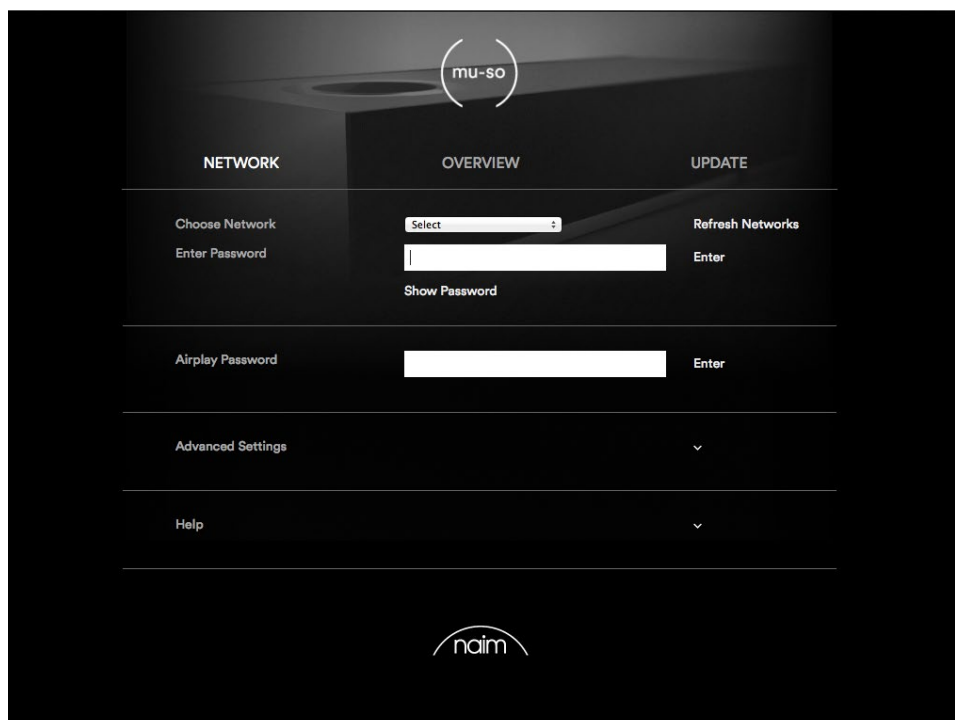 mu-so
NETWORK OVERVIEW UPDATE
Choose Network Select Refresh Networks
Enter Password Enter
Show Password
Airplay Password Enter
Advanced Settings
Help
naim